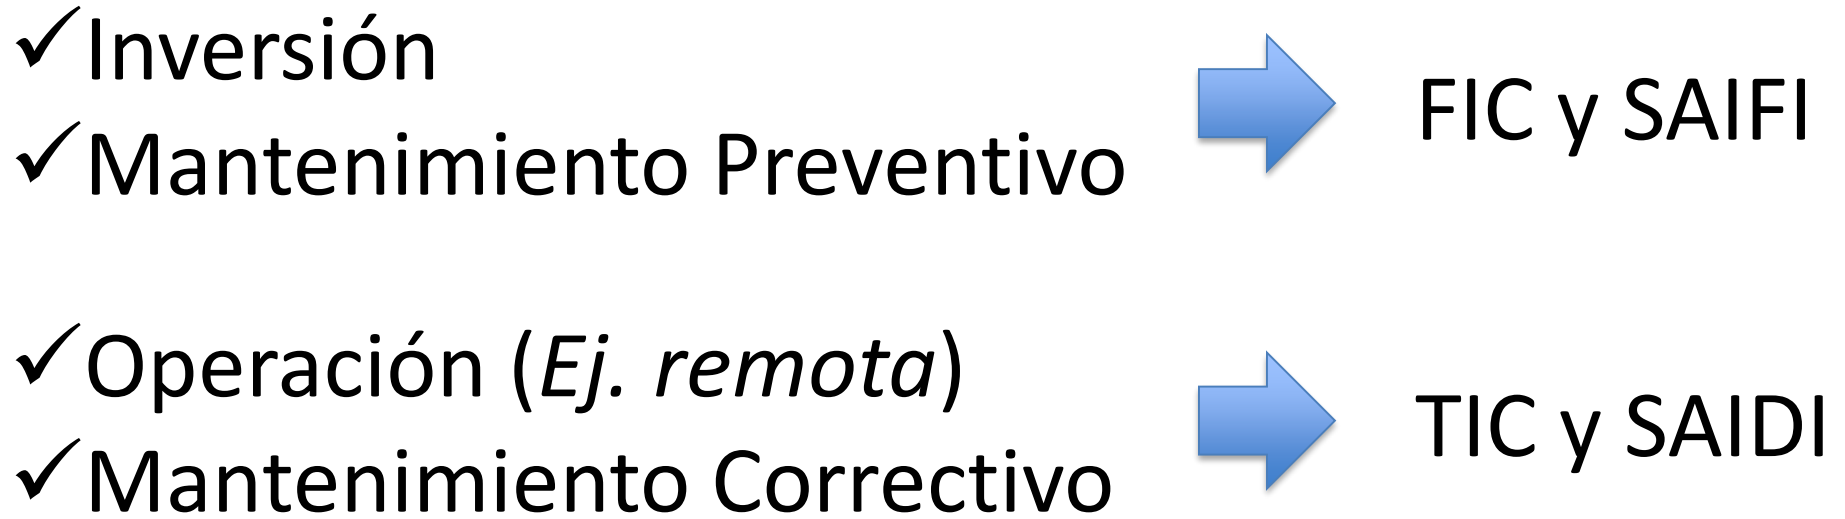 ✓Inversión
✓Mantenimiento Preventivo
FIC y SAIFI
✓Operación (Ej. remota)
✓Mantenimiento Correctivo
TIC y SAIDI